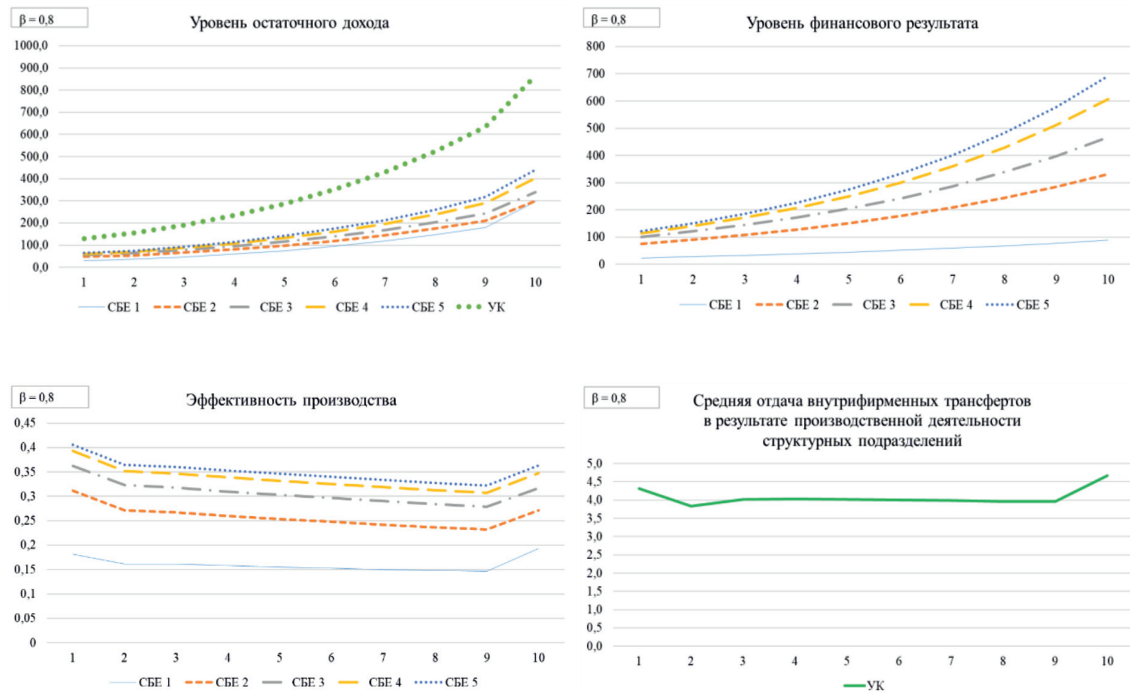 β = 0,8
Уровень остаточного дохода
1000,0
900,0
800,0
700,0
600,0
500,0
400,0
300,0
200,0
100,0
0,0
1 2 3 4 5 6 7 8 9 10
СБЕ 1 СБЕ 2 СБЕ 3 СБЕ 4 СБЕ 5 УК
β = 0,8
Уровень финансового результата
800
700
600
500
400
300
200
100
0
1 2 3 4 5 6 7 8 9 10
СБЕ 1 СБЕ 2 СБЕ 3 СБЕ 4 СБЕ 5
β = 0,8
Эффективность производства
0,45
0,4
0,35
0,3
0,25
0,2
0,15
0,1
0,05
0
1 2 3 4 5 6 7 8 9 10
СБЕ 1 СБЕ 2 СБЕ 3 СБЕ 4 СБЕ 5
β = 0,8
Средняя отдача внутрифирменных трансфертов
в результате производственной деятельности
структурных подразделений
5,0
4,5
4,0
3,5
3,0
2,5
2,0
1,5
1,0
0,5
0,0
1 2 3 4 5 6 7 8 9 10
УК